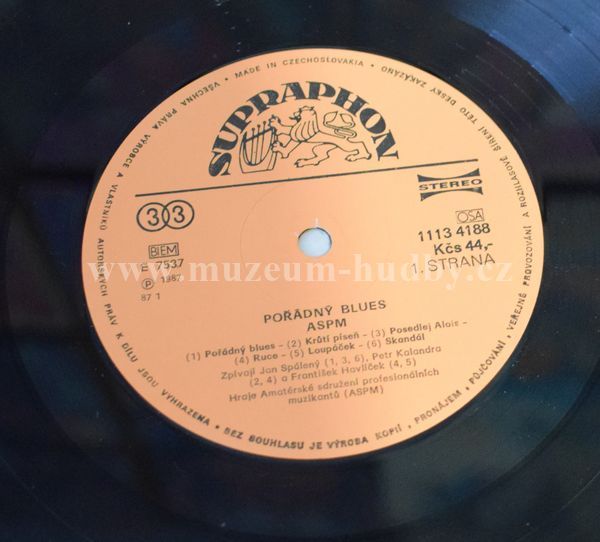 SUPRAPHON
STEREO
33
BIEM
E 7537
P 1987
87 1
OSA
1113 4188
Kčs 44,-
1. STRANA
www.muzeum-hudby.cz
POŘÁDNÝ BLUES
ASPM
(1) Pořádný blues - (2) Krůtí píseň - (3) Posedlej Alois -
(4) Ruce - (5) Loupáček - (6) Skandál
Zpívají Jan Spálený (1, 3, 6), Petr Kalandra
(2, 4) a František Havlíček (4, 5)
Hraje Amatérské sdružení profesionálních
muzikantů (ASPM)
MADE IN CZECHOSLOVAKIA • VŠECHNA PRÁVA VÝROBCE A VLASTNÍKŮ AUTORSKÝCH PRÁV K DÍLU JSOU VYHRAZENA • BEZ SOUHLASU JE VÝROBA KOPIÍ, PRONÁJEM, PŮJČOVÁNÍ, VEŘEJNÉ PROVOZOVÁNÍ A ROZHLASOVÉ ŠÍŘENÍ TÉTO DESKY ZAKÁZÁNO